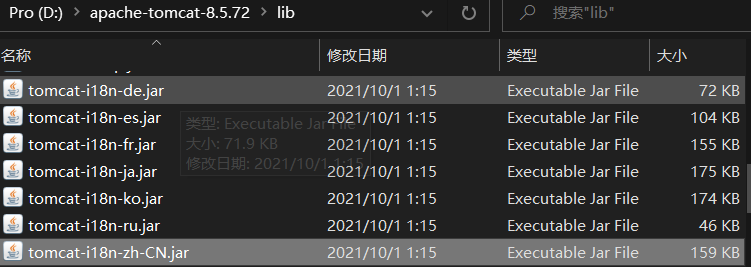 Pro (D:) › apache-tomcat-8.5.72 › lib 搜索"lib"
名称 修改日期 类型 大小
tomcat-i18n-de.jar 2021/10/1 1:15 Executable Jar File 72 KB
tomcat-i18n-es.jar 2021/10/1 1:15 Executable Jar File 104 KB
tomcat-i18n-fr.jar 2021/10/1 1:15 Executable Jar File 155 KB
tomcat-i18n-ja.jar 2021/10/1 1:15 Executable Jar File 175 KB
tomcat-i18n-ko.jar 2021/10/1 1:15 Executable Jar File 174 KB
tomcat-i18n-ru.jar 2021/10/1 1:15 Executable Jar File 46 KB
tomcat-i18n-zh-CN.jar 2021/10/1 1:15 Executable Jar File 159 KB
类型: Executable Jar File
大小: 71.9 KB
修改日期: 2021/10/1 1:15